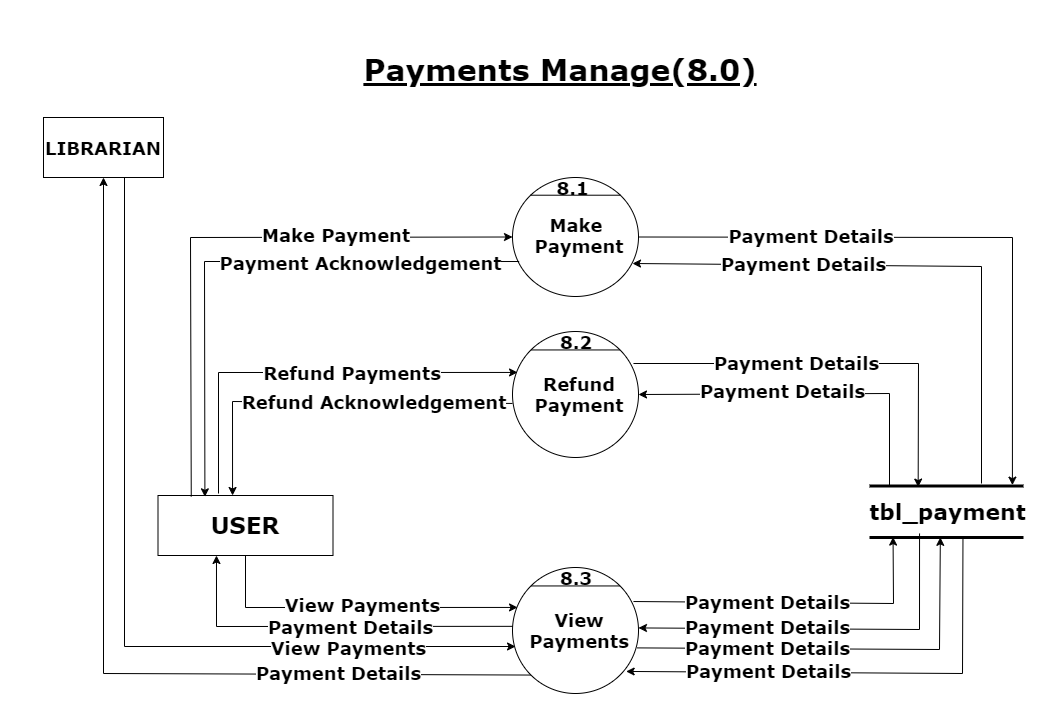 Payments Manage(8.0)
LIBRARIAN
8.1
Make
Payment
Make Payment
Payment Details
Payment Acknowledgement
Payment Details
8.2
Refund
Payment
Refund Payments
Payment Details
Refund Acknowledgement
Payment Details
USER
tbl_payment
8.3
View
Payments
View Payments
Payment Details
Payment Details
Payment Details
View Payments
Payment Details
Payment Details
Payment Details